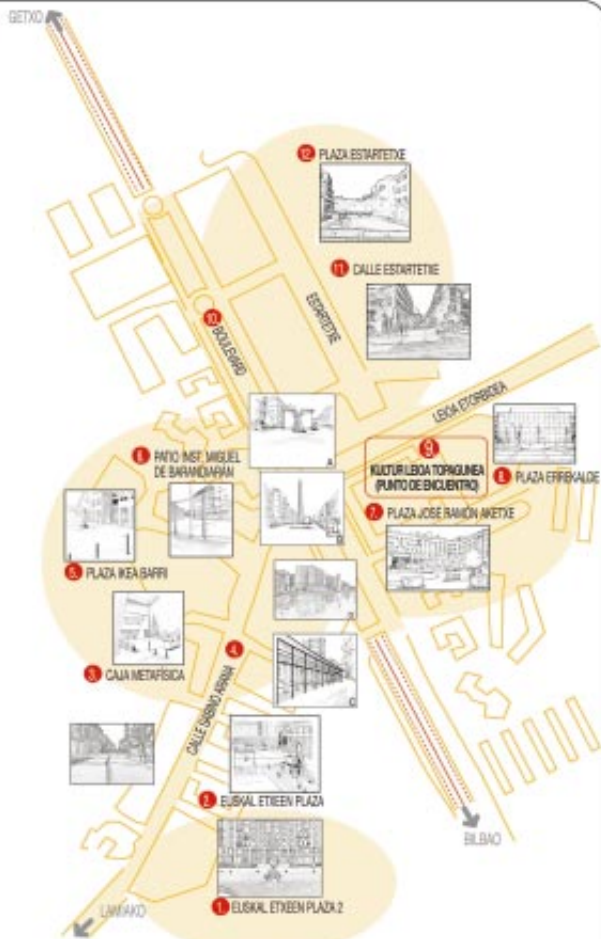 GETXO
12. PLAZA ESTARTETXE
11. CALLE ESTARTETXE
ESTARTETXE
10.
BOULEVARD
LEIOA ETORBIDEA
9
KULTUR LEIOA TOPAGUNEA
(PUNTO DE ENCUENTRO)
A
6. PATIO INST. MIGUEL
DE BARANDIARAN
8. PLAZA ERREKALDE
7. PLAZA JOSE RAMÓN AKETXE
5. PLAZA IKEA BARRI
4.
3. CAJA METAFÍSICA
C
CALLE SABINO ARANA
2. EUSKAL ETXEEN PLAZA
BILBAO
1. EUSKAL ETXEEN PLAZA 2
LAMIAKO